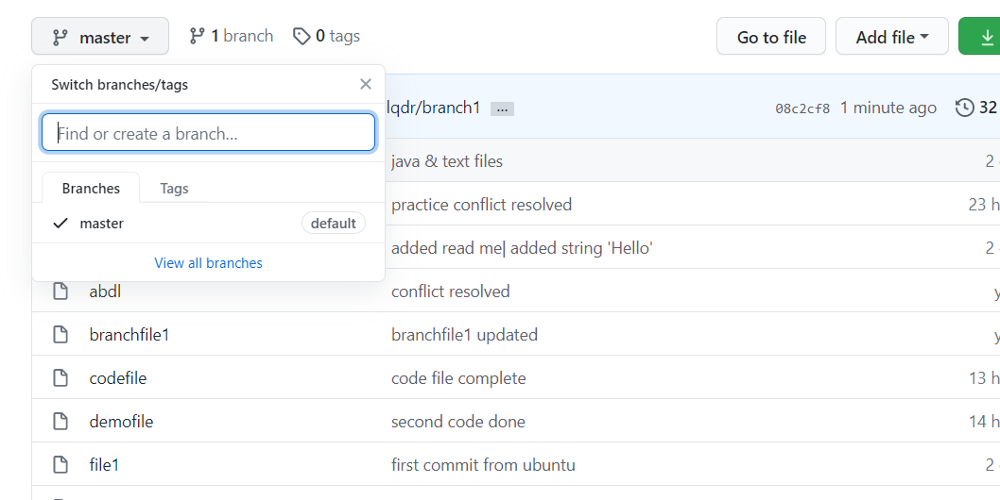 master 1 branch 0 tags Go to file Add file
Switch branches/tags
Find or create a branch...
Branches Tags
master default
View all branches
lqdr/branch1 ... 08c2cf8 1 minute ago 32
java & text files 2
practice conflict resolved 23 h
added read me| added string 'Hello' 2
abdl conflict resolved y
branchfile1 branchfile1 updated y
codefile code file complete 13 h
demofile second code done 14 h
file1 first commit from ubuntu 2